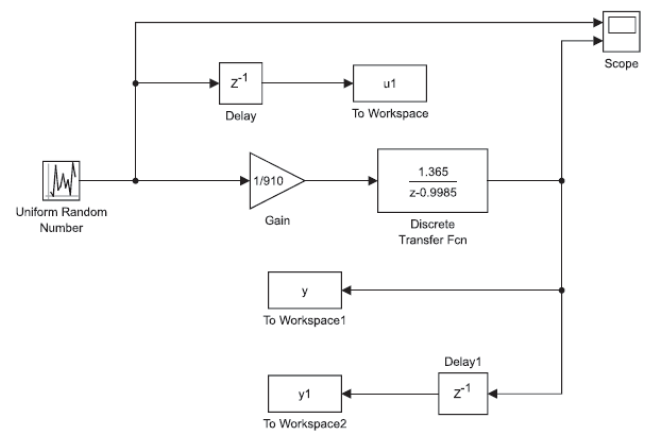 Scope
Z-1
Delay
u1
To Workspace
Uniform Random
Number
1/910
Gain
1.365
z-0.9985
Discrete
Transfer Fcn
y
To Workspace1
Delay1
y1
Z-1
To Workspace2